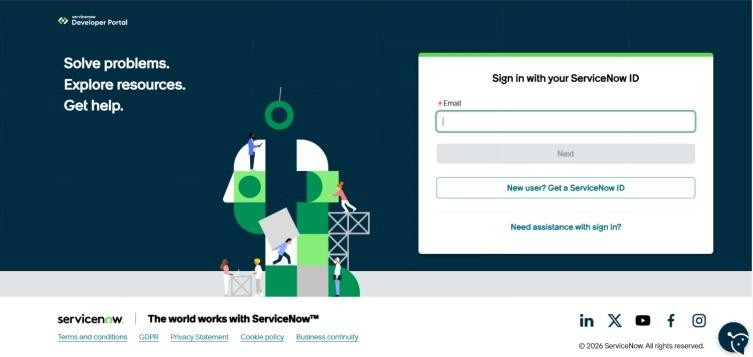 servicenow
Developer Portal
Solve problems.
Explore resources.
Get help.
Sign in with your ServiceNow ID
* Email
Next
New user? Get a ServiceNow ID
Need assistance with sign in?
servicenow.
The world works with ServiceNow™
Terms and conditions GDPR Privacy Statement Cookie policy Business continuity
© 2026 ServiceNow. All rights reserved.